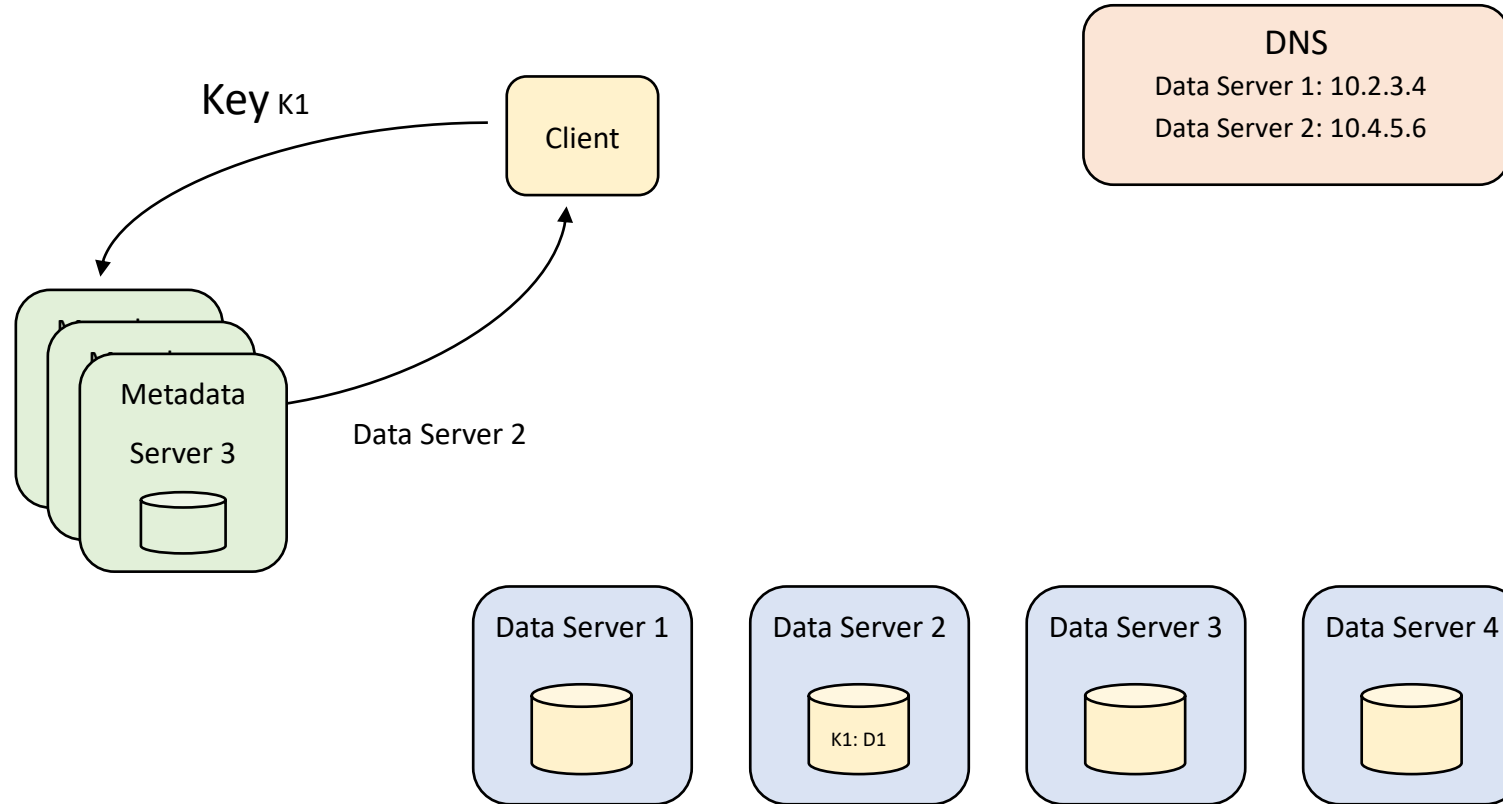 DNS
Data Server 1: 10.2.3.4
Data Server 2: 10.4.5.6
Key K1
Client
Metadata
Server 3
Data Server 2
Data Server 1
Data Server 2
Data Server 3
Data Server 4
K1: D1